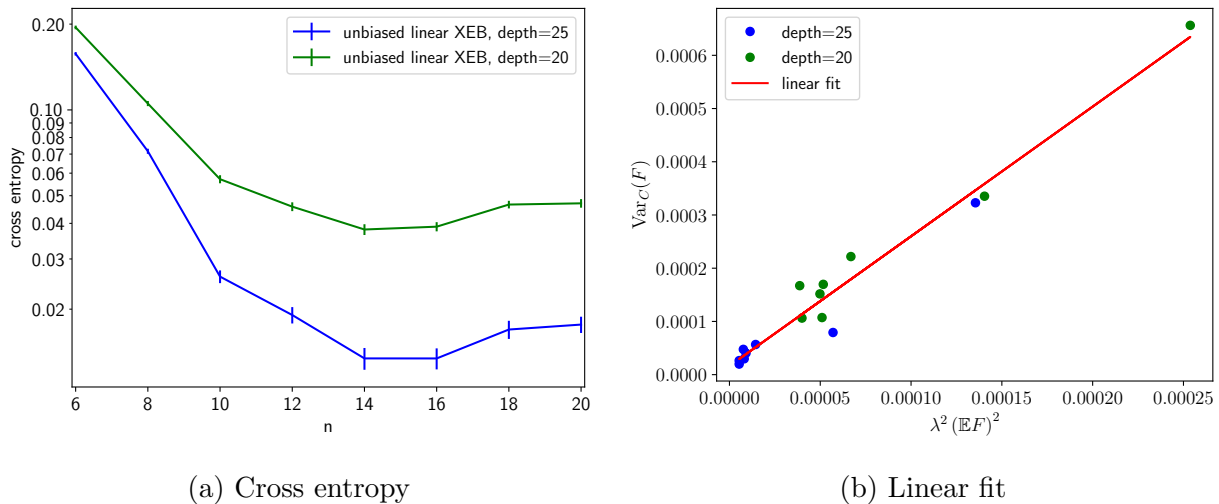 0.20
0.10
0.09
0.08
0.07
0.06
0.05
0.04
0.03
0.02
cross entropy
6 8 10 12 14 16 18 20
n
unbiased linear XEB, depth=25
unbiased linear XEB, depth=20
(a) Cross entropy
0.0006
0.0005
0.0004
0.0003
0.0002
0.0001
0.0000
Var_C(F)
0.00000 0.00005 0.00010 0.00015 0.00020 0.00025
λ² (𝔼F)²
depth=25
depth=20
linear fit
(b) Linear fit